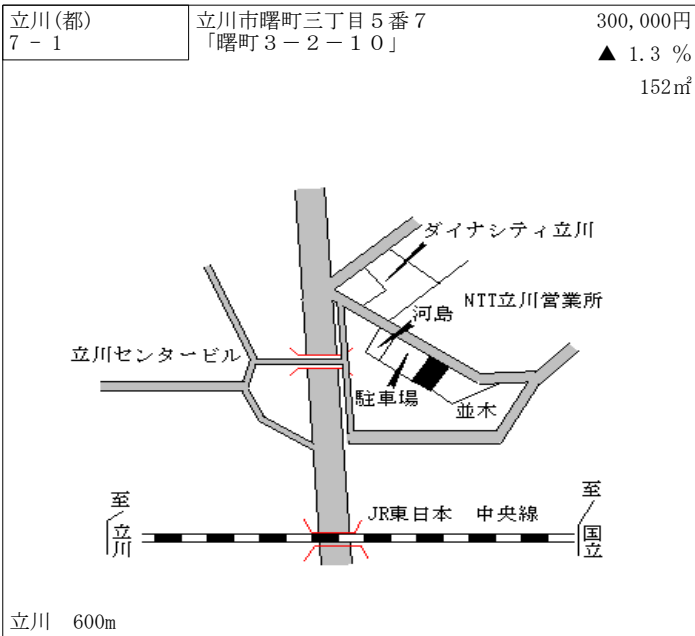 立川(都)
7 - 1
立川市曙町三丁目５番７
「曙町３－２－１０」
300,000円
▲ 1.3 %
152㎡
ダイナシティ立川
NTT立川営業所
河島
立川センタービル
駐車場
並木
JR東日本　中央線
至立川
至国立
立川　600m